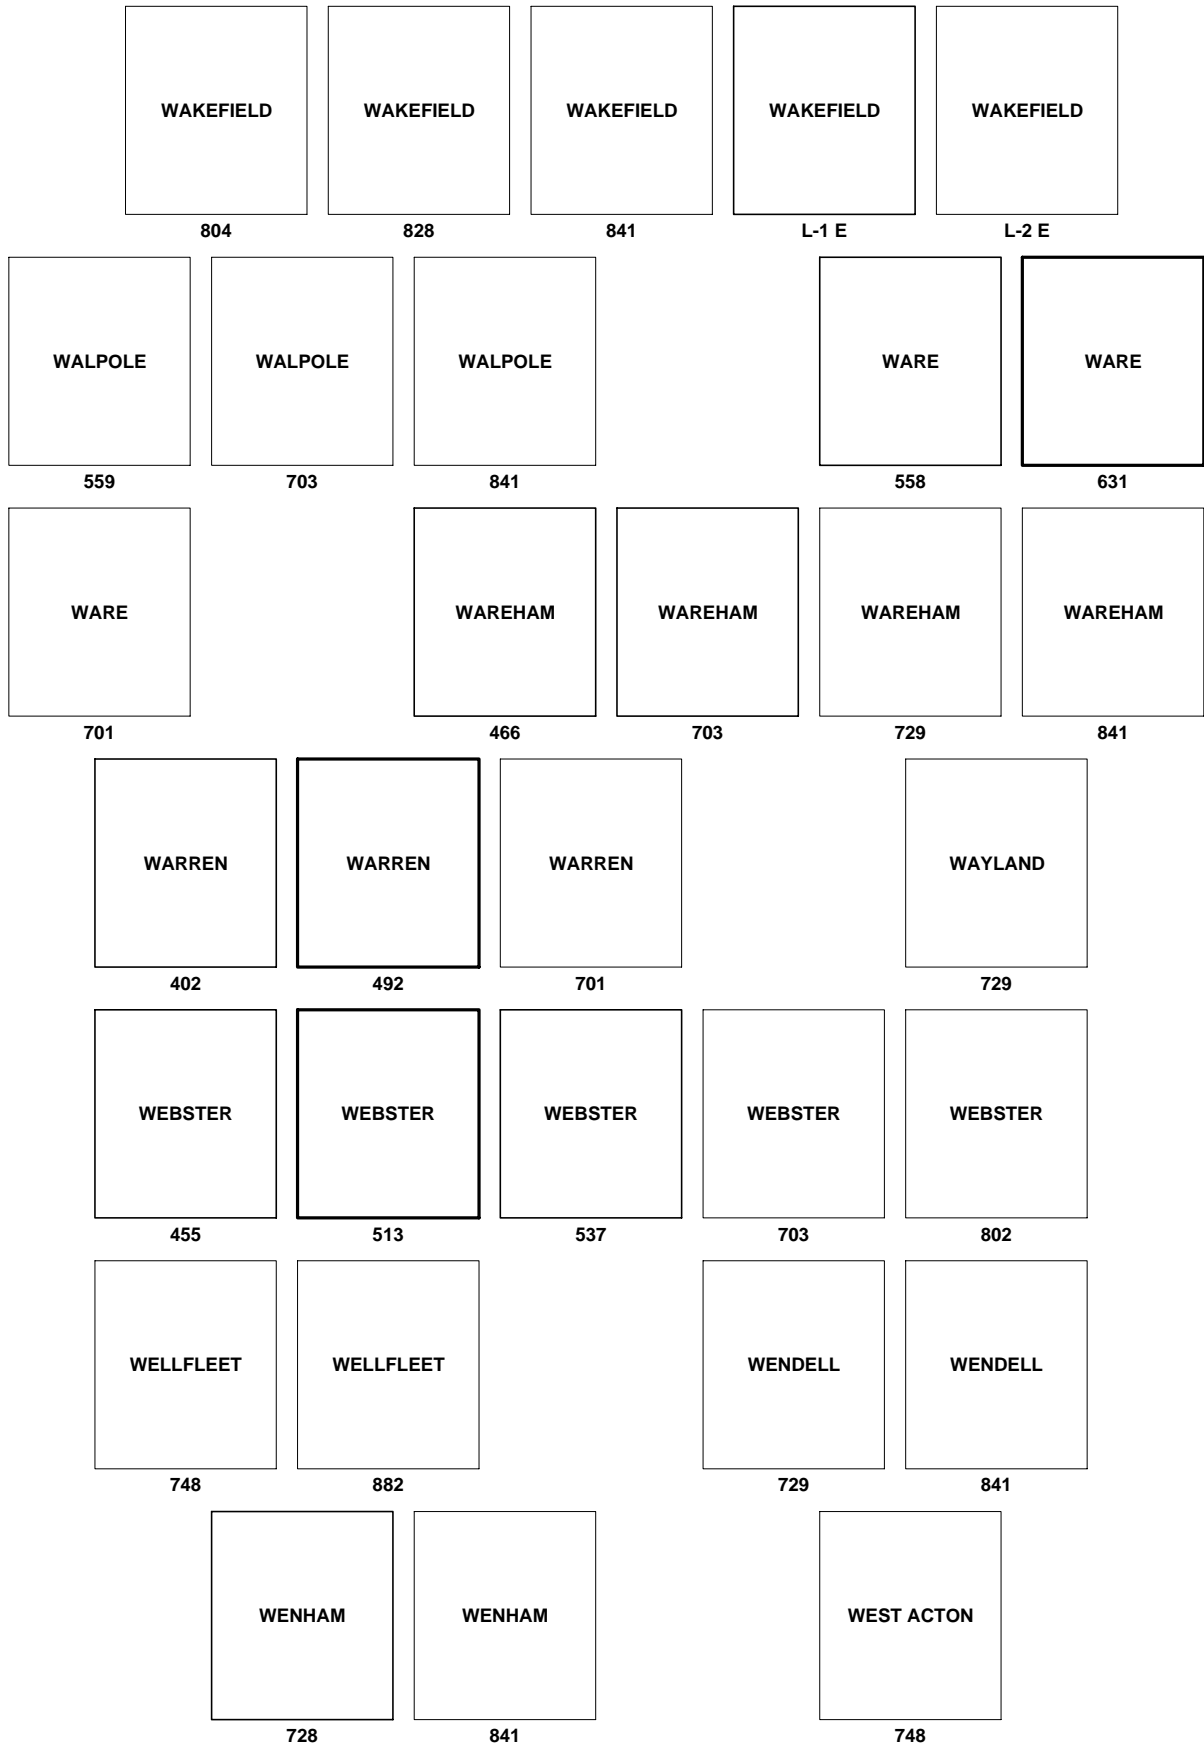 WAKEFIELD WAKEFIELD WAKEFIELD WAKEFIELD WAKEFIELD
804 828 841 L-1 E L-2 E
WALPOLE WALPOLE WALPOLE WARE WARE
559 703 841 558 631
WARE WAREHAM WAREHAM WAREHAM WAREHAM
701 466 703 729 841
WARREN WARREN WARREN WAYLAND
402 492 701 729
WEBSTER WEBSTER WEBSTER WEBSTER WEBSTER
455 513 537 703 802
WELLFLEET WELLFLEET WENDELL WENDELL
748 882 729 841
WENHAM WENHAM WEST ACTON
728 841 748